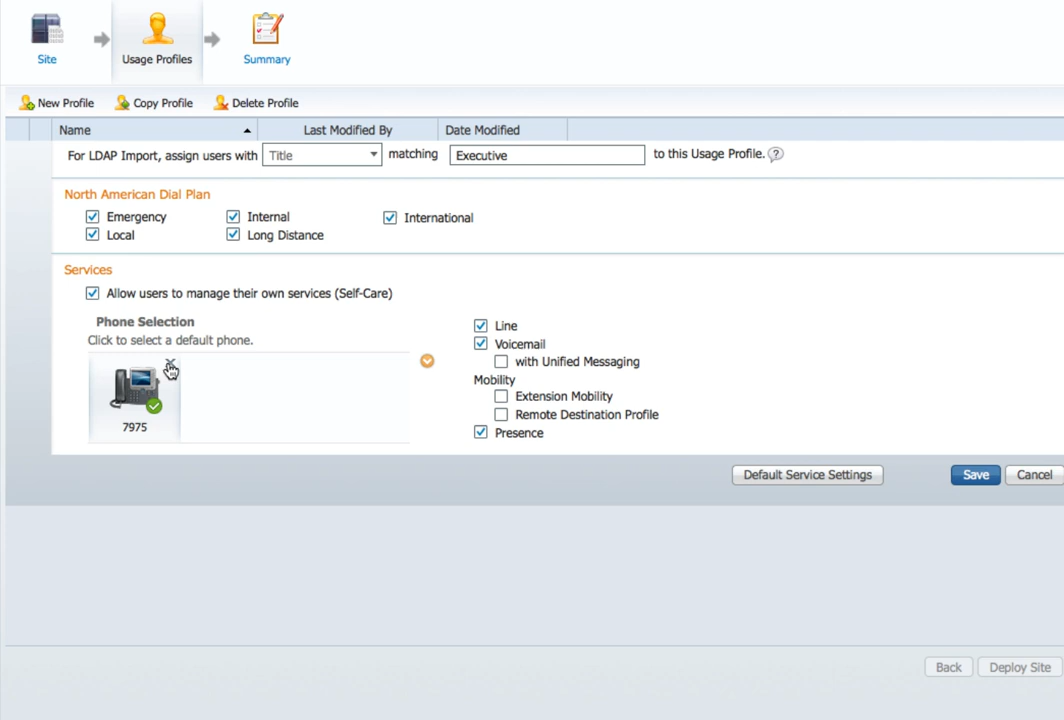 Site
Usage Profiles
Summary
New Profile Copy Profile Delete Profile
Name Last Modified By Date Modified
For LDAP Import, assign users with Title matching Executive to this Usage Profile. ?
North American Dial Plan
Emergency Internal International
Local Long Distance
Services
Allow users to manage their own services (Self-Care)
Phone Selection
Click to select a default phone.
7975
Line
Voicemail
with Unified Messaging
Mobility
Extension Mobility
Remote Destination Profile
Presence
Default Service Settings Save Cancel
Back Deploy Site